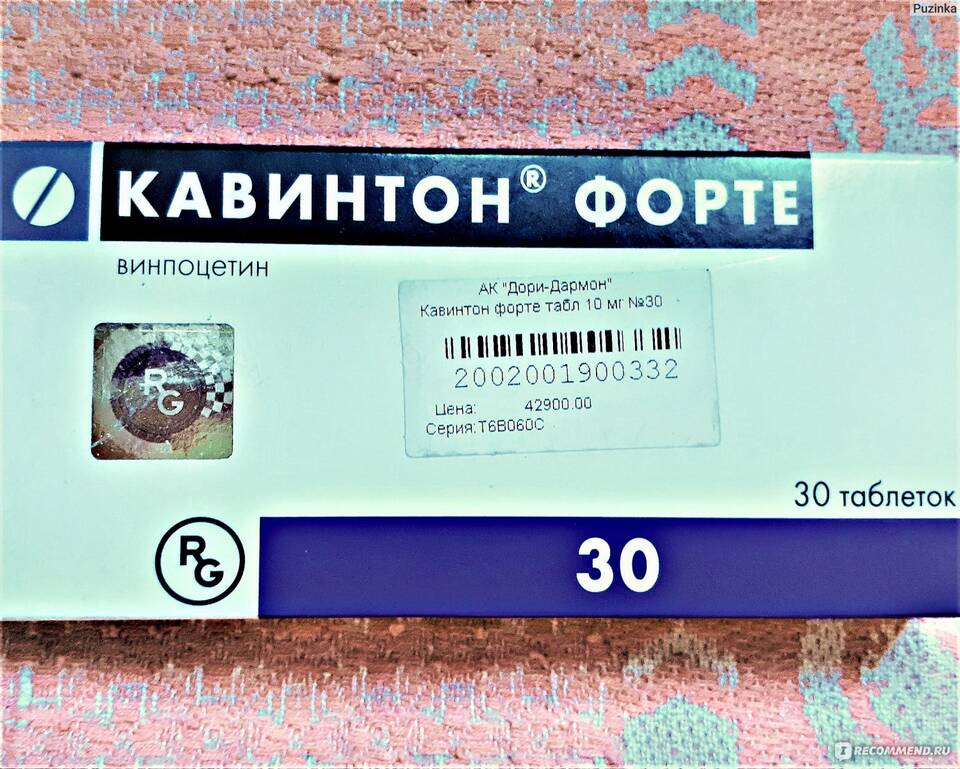 Puzinka
КАВИНТОН® ФОРТЕ
винпоцетин
АК "Дори-Дармон"
Кавинтон форте табл 10 мг №30
2002001900332
Цена: 42900.00
Серия:T6B060C
RG
30 таблеток
RG
30
IRECOMMEND.RU